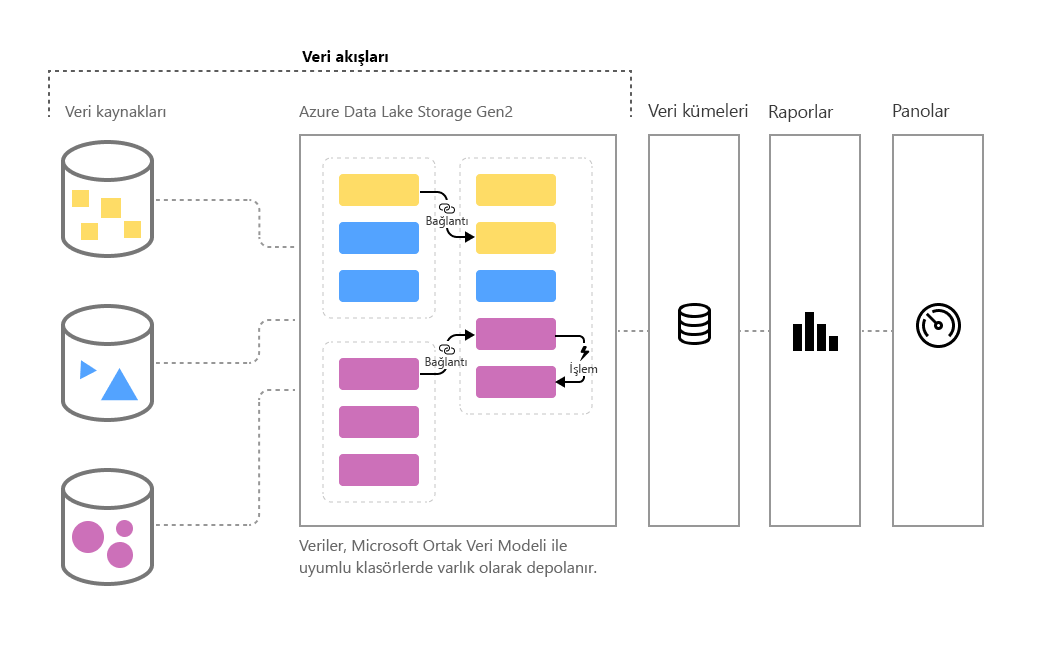 Veri akışları
Veri kaynakları
Azure Data Lake Storage Gen2
Veri kümeleri
Raporlar
Panolar
Bağlantı
Bağlantı
İşlem
Veriler, Microsoft Ortak Veri Modeli ile
uyumlu klasörlerde varlık olarak depolanır.